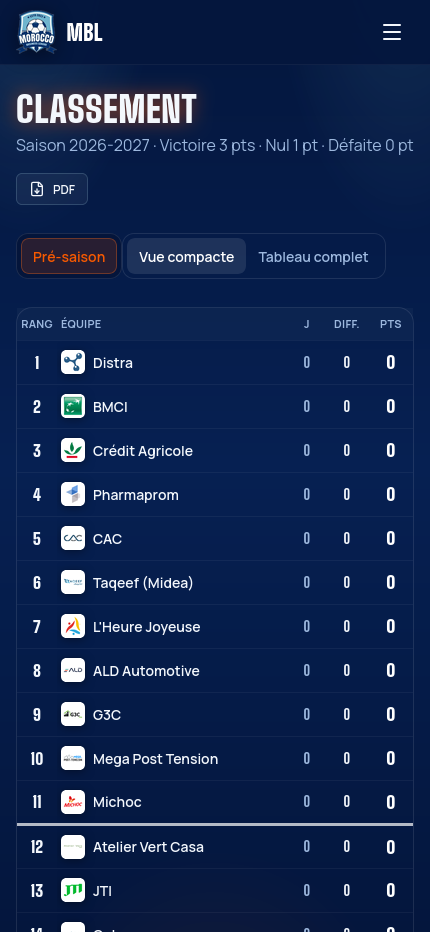 MOROCCO
MBL
CLASSEMENT
Saison 2026-2027 · Victoire 3 pts · Nul 1 pt · Défaite 0 pt
PDF
Pré-saison Vue compacte Tableau complet
RANG ÉQUIPE J DIFF. PTS
1 Distra 0 0 0
2 BMCI 0 0 0
3 Crédit Agricole 0 0 0
4 Pharmaprom 0 0 0
5 CAC CAC 0 0 0
6 Taqeef (Midea) 0 0 0
7 L'Heure Joyeuse 0 0 0
8 ALD ALD Automotive 0 0 0
9 G3C G3C 0 0 0
10 Mega Post Tension 0 0 0
11 MICHOC Michoc 0 0 0
12 Atelier Vert Casa 0 0 0
13 JTI JTI 0 0 0